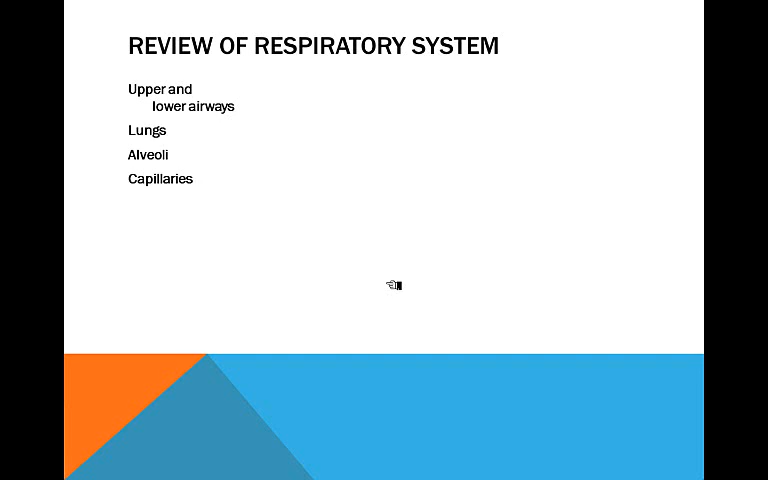 REVIEW OF RESPIRATORY SYSTEM
Upper and
lower airways
Lungs
Alveoli
Capillaries